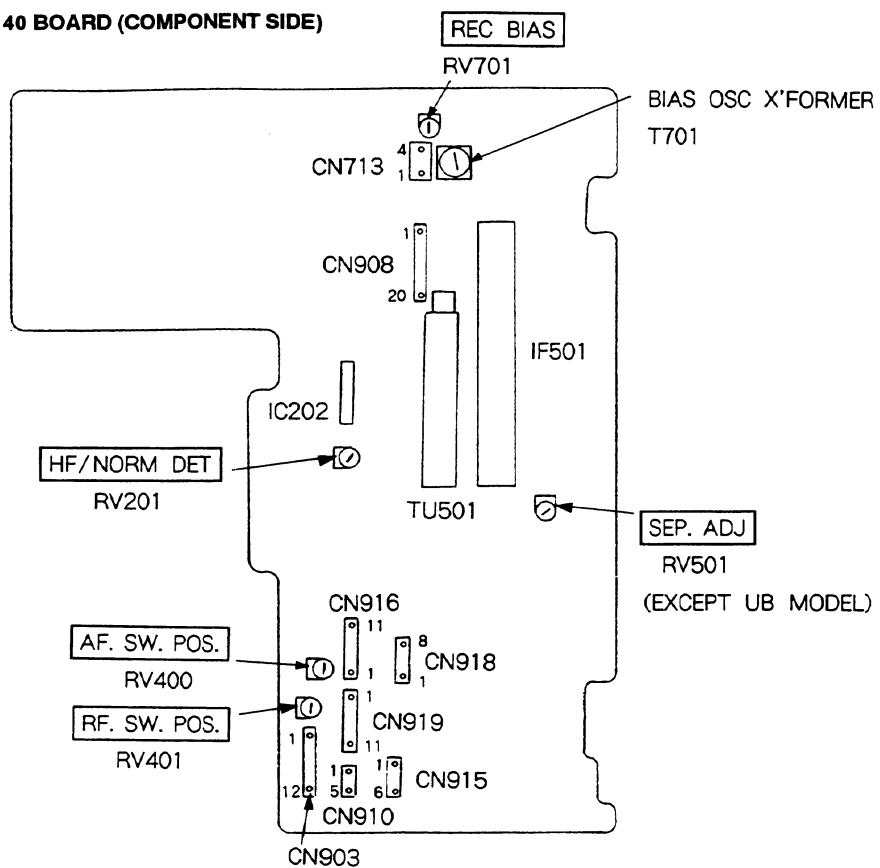 40 BOARD (COMPONENT SIDE)
REC BIAS
RV701
BIAS OSC X'FORMER
T701
4
CN713
1
1
CN908
20
IF501
IC202
HF/NORM DET
RV201
TU501
SEP. ADJ
RV501
(EXCEPT UB MODEL)
CN916
11
8
AF. SW. POS.
CN918
1
1
RV400
1
CN919
RF. SW. POS.
1
11
RV401
1
1
CN915
12
5
6
CN910
CN903